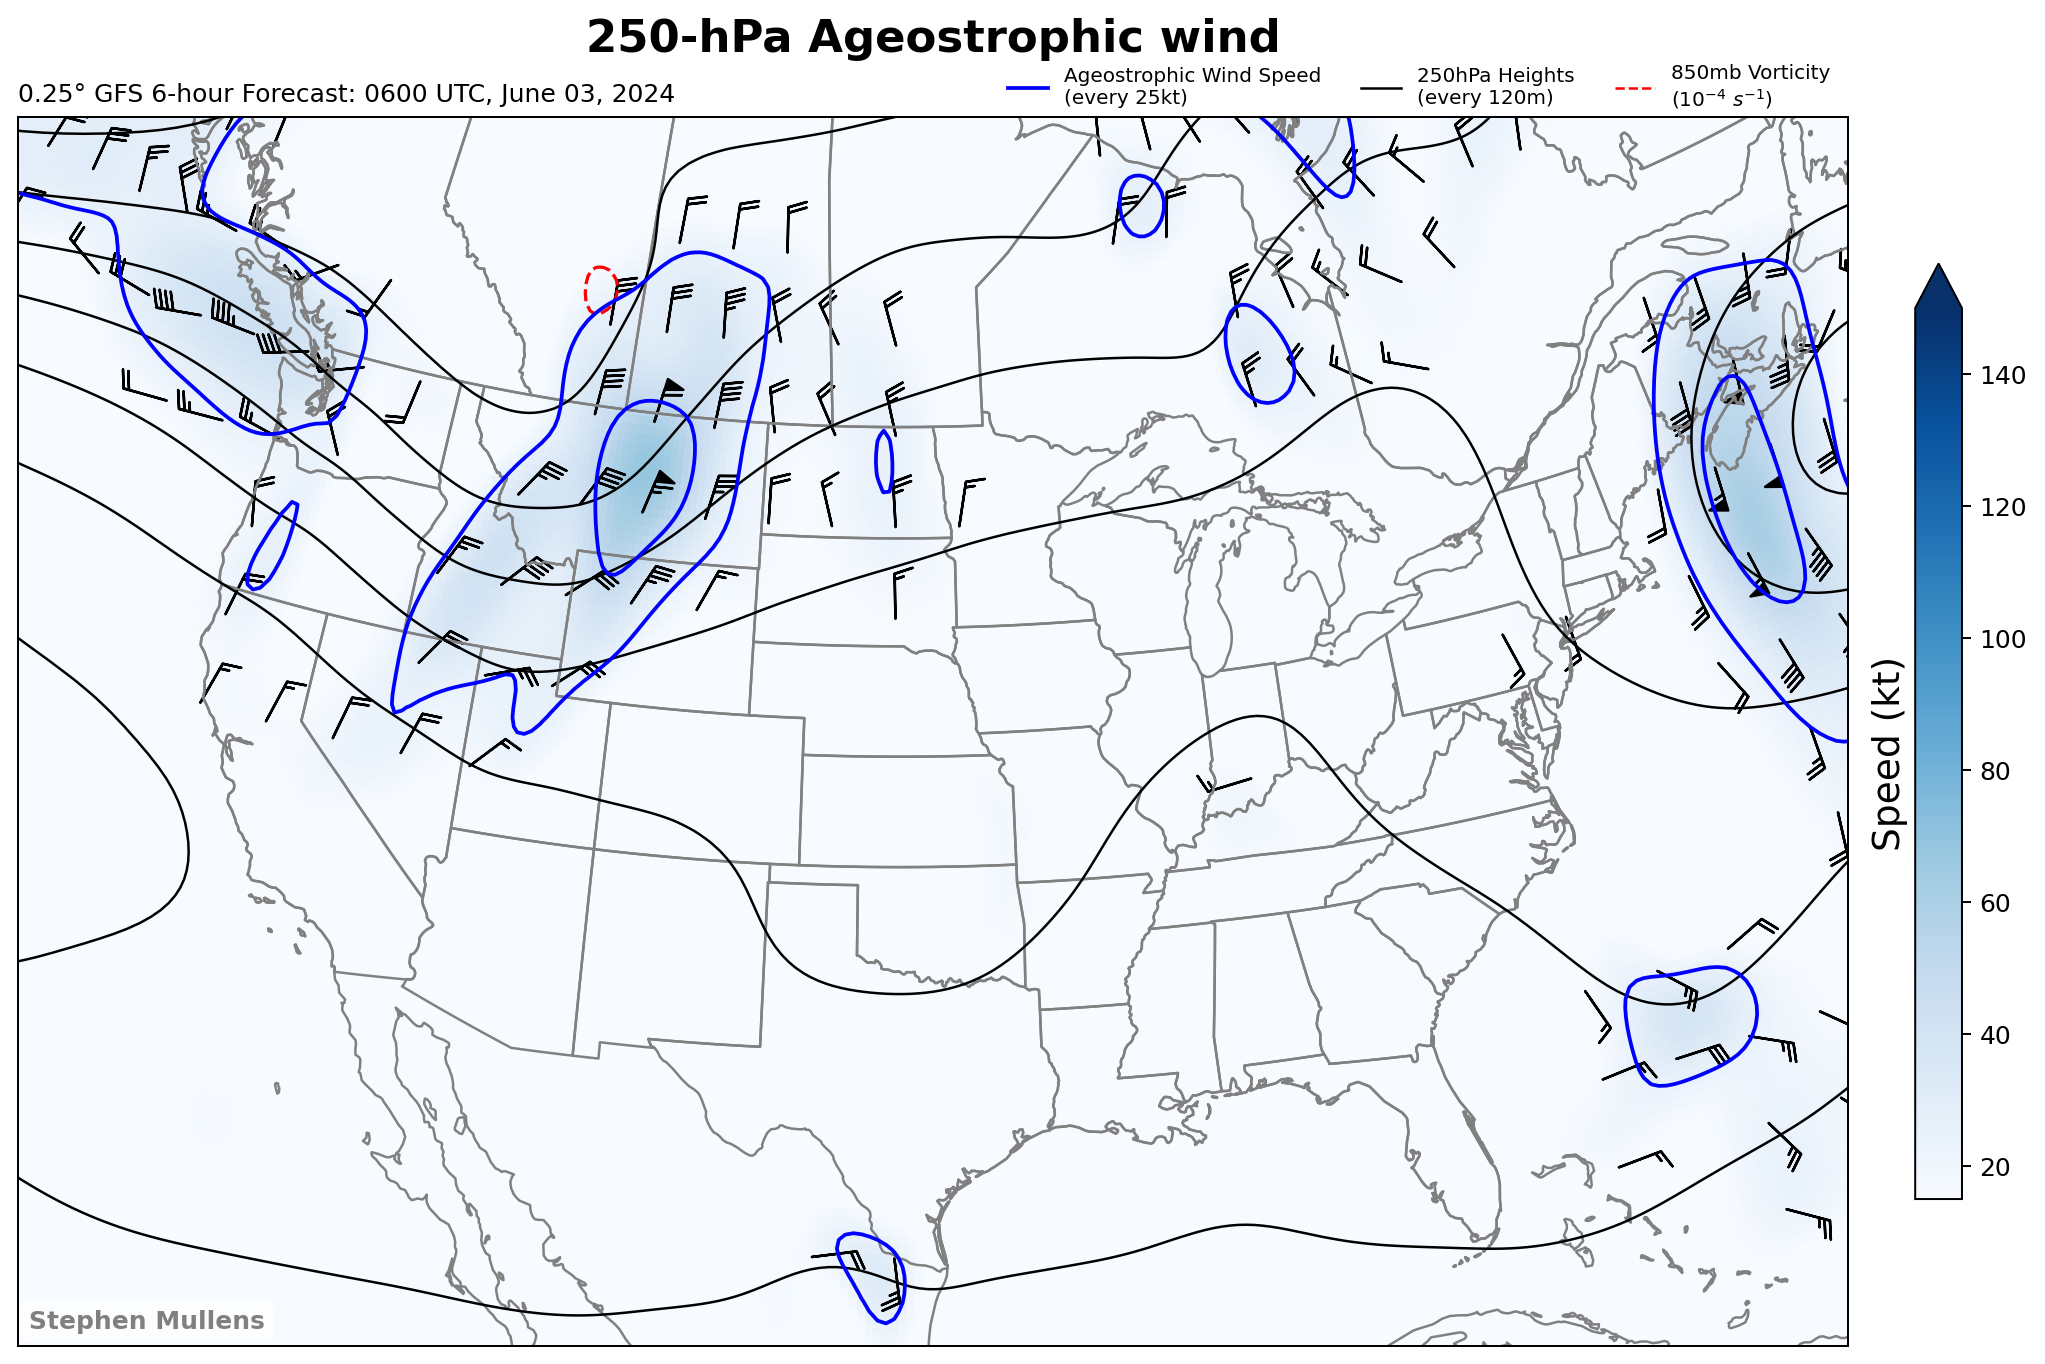 250-hPa Ageostrophic wind
0.25° GFS 6-hour Forecast: 0600 UTC, June 03, 2024
Ageostrophic Wind Speed
(every 25kt)
250hPa Heights
(every 120m)
850mb Vorticity
(10⁻⁴ s⁻¹)
140
120
100
80
60
40
20
Speed (kt)
Stephen Mullens